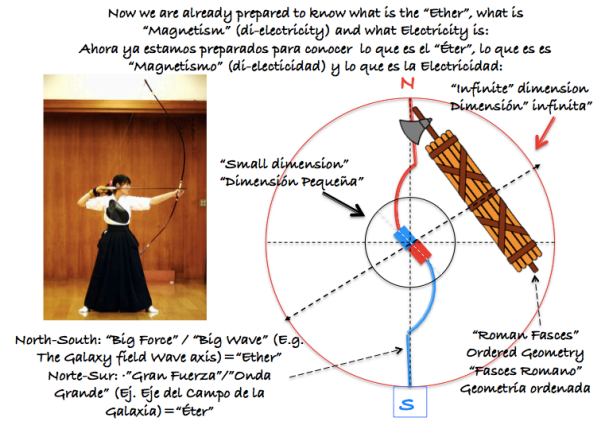 Now we are already prepared to know what is the “Ether”, what is
“Magnetism” (di-electricity) and what Electricity is:
Ahora ya estamos preparados para conocer lo que es el “Éter”, lo que es es
“Magnetismo” (di-electicidad) y lo que es la Electricidad:
N
“Infinite” dimension
Dimensión” infinita”
“Small dimension”
“Dimensión Pequeña”
North-South: “Big Force” / “Big Wave” (E.g.
The Galaxy field Wave axis)=“Ether”
Norte-Sur: ·”Gran Fuerza”/”Onda
Grande” (Ej. Eje del Campo de la
Galaxia)=“Éter”
“Roman Fasces”
Ordered Geometry
“Fasces Romano”
Geometría ordenada
S